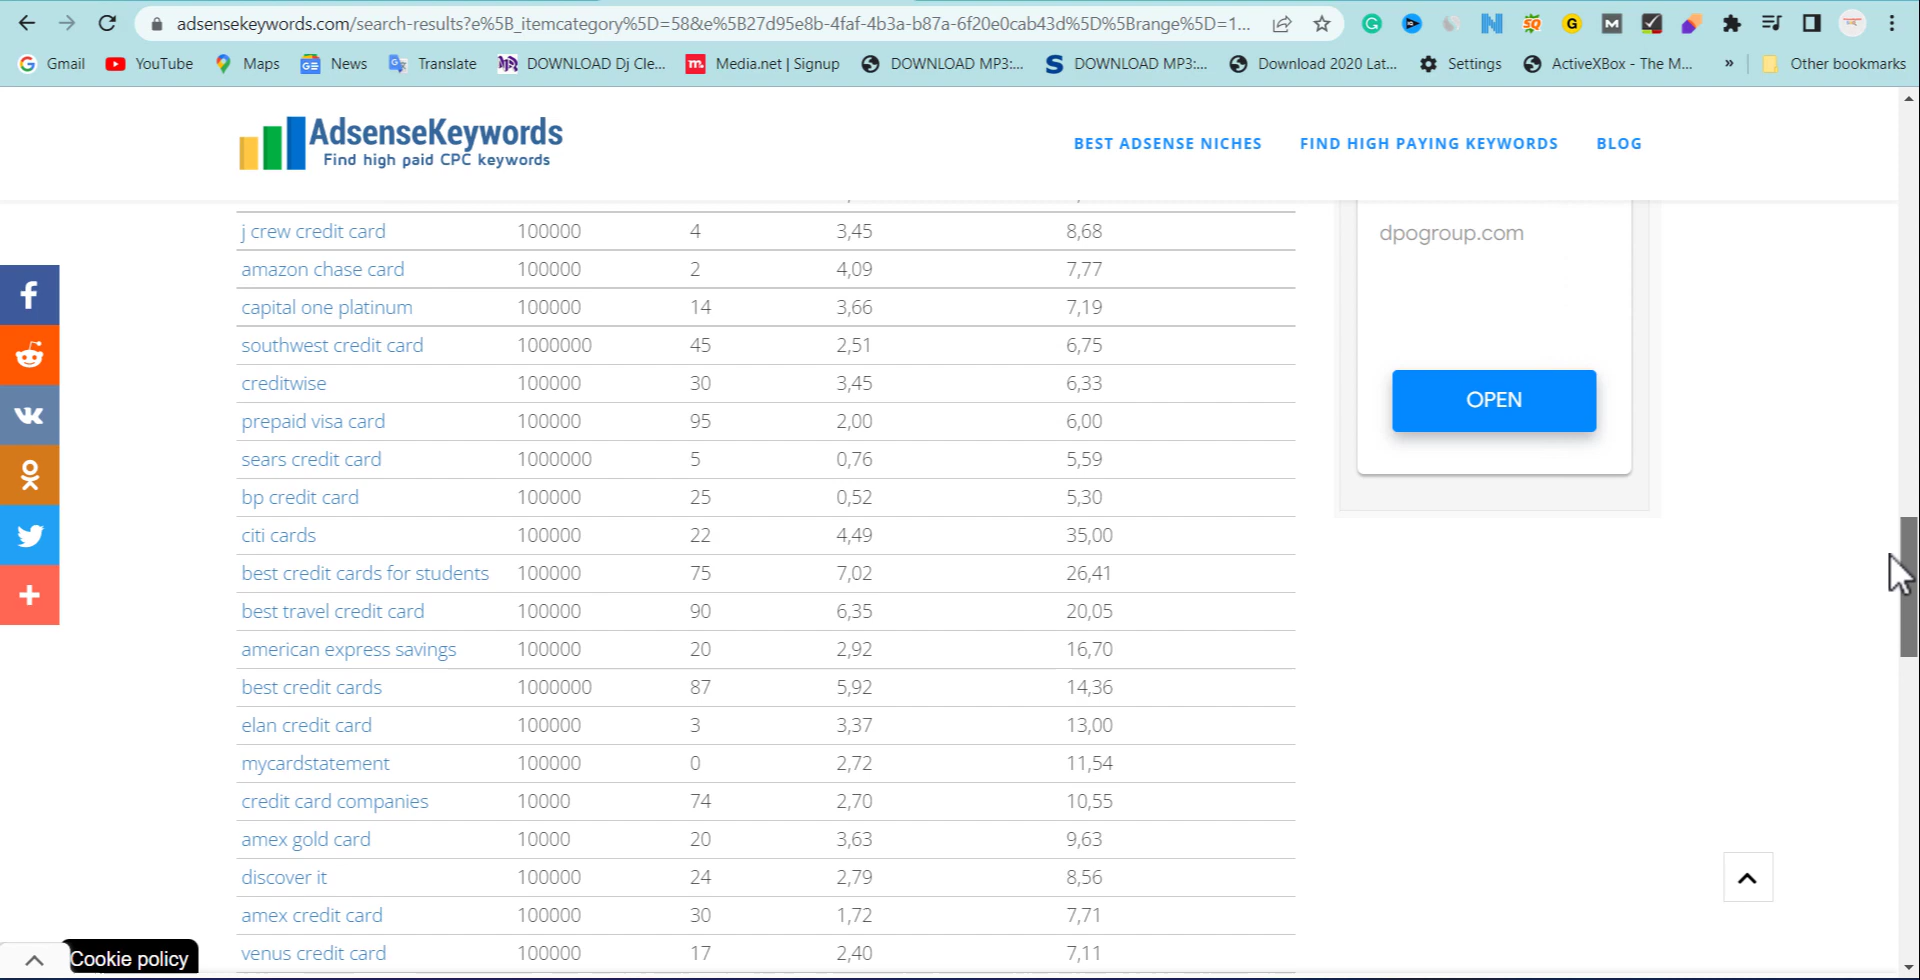 adsensekeywords.com/search-results?e%5B_itemcategory%5D=58&e%5B27d95e8b-4faf-4b3a-b87a-6f20e0cab43d%5D%5Brange%5D=1...
Gmail YouTube Maps News Translate DOWNLOAD Dj Cle... Media.net | Signup DOWNLOAD MP3:... DOWNLOAD MP3:... Download 2020 Lat... Settings ActiveXBox - The M... » Other bookmarks
AdsenseKeywords
Find high paid CPC keywords
BEST ADSENSE NICHES FIND HIGH PAYING KEYWORDS BLOG
j crew credit card 100000 4 3,45 8,68
amazon chase card 100000 2 4,09 7,77
capital one platinum 100000 14 3,66 7,19
southwest credit card 1000000 45 2,51 6,75
creditwise 100000 30 3,45 6,33
prepaid visa card 100000 95 2,00 6,00
sears credit card 1000000 5 0,76 5,59
bp credit card 100000 25 0,52 5,30
citi cards 100000 22 4,49 35,00
best credit cards for students 100000 75 7,02 26,41
best travel credit card 100000 90 6,35 20,05
american express savings 100000 20 2,92 16,70
best credit cards 1000000 87 5,92 14,36
elan credit card 100000 3 3,37 13,00
mycardstatement 100000 0 2,72 11,54
credit card companies 10000 74 2,70 10,55
amex gold card 10000 20 3,63 9,63
discover it 100000 24 2,79 8,56
amex credit card 100000 30 1,72 7,71
venus credit card 100000 17 2,40 7,11
dpogroup.com
OPEN
Cookie policy